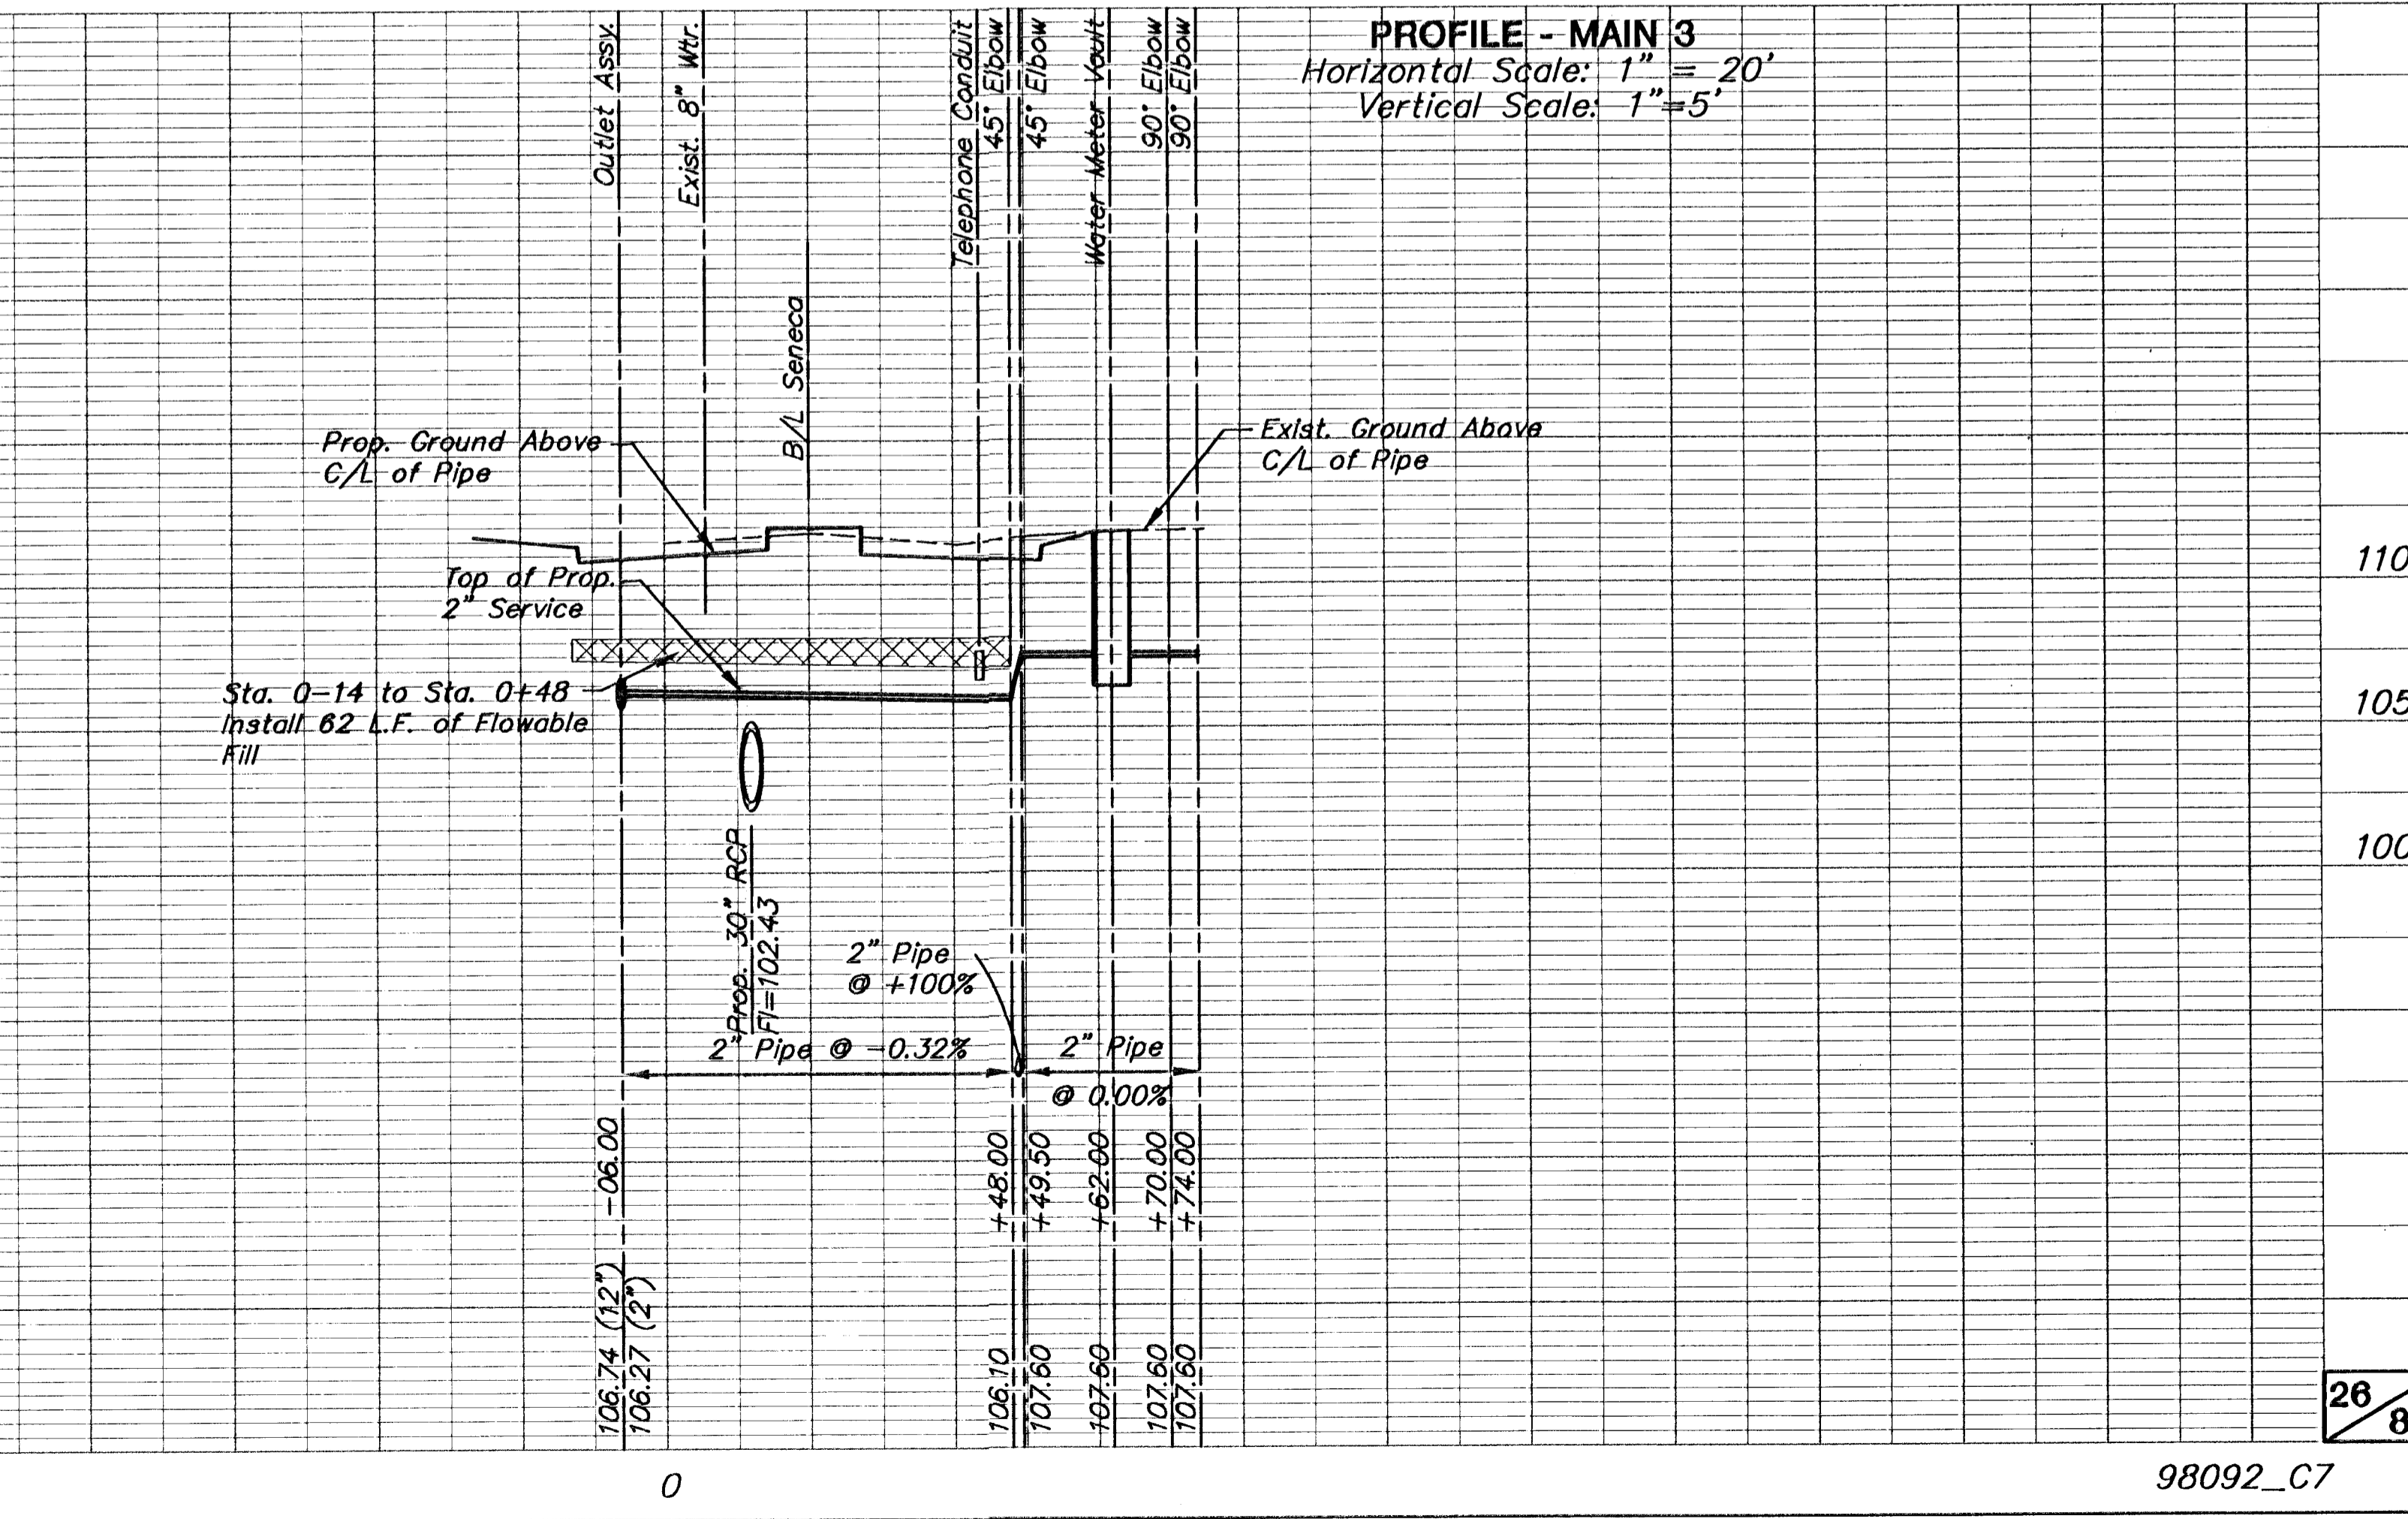 PROFILE - MAIN 3
Horizontal Scale: 1" = 20'
Vertical Scale: 1"=5'
Outlet Assy.
Exist. 8" Wtr.
B/L Seneca
Telephone Conduit
45° Elbow
45° Elbow
Water Meter Vault
90° Elbow
90° Elbow
Prop. Ground Above
C/L of Pipe
Exist. Ground Above
C/L of Pipe
Top of Prop.
2" Service
Sta. 0-14 to Sta. 0+48
Install 62 L.F. of Flowable
Fill
110
105
100
Prop. 30" RCP
Fl=102.43
2" Pipe
@ +100%
2" Pipe @ -0.32%
2" Pipe
@ 0.00%
-06.00
+48.00
+49.50
+62.00
+70.00
+74.00
106.74 (12")
106.27 (2")
106.10
107.60
107.60
107.60
107.60
26
8
0
98092_C7